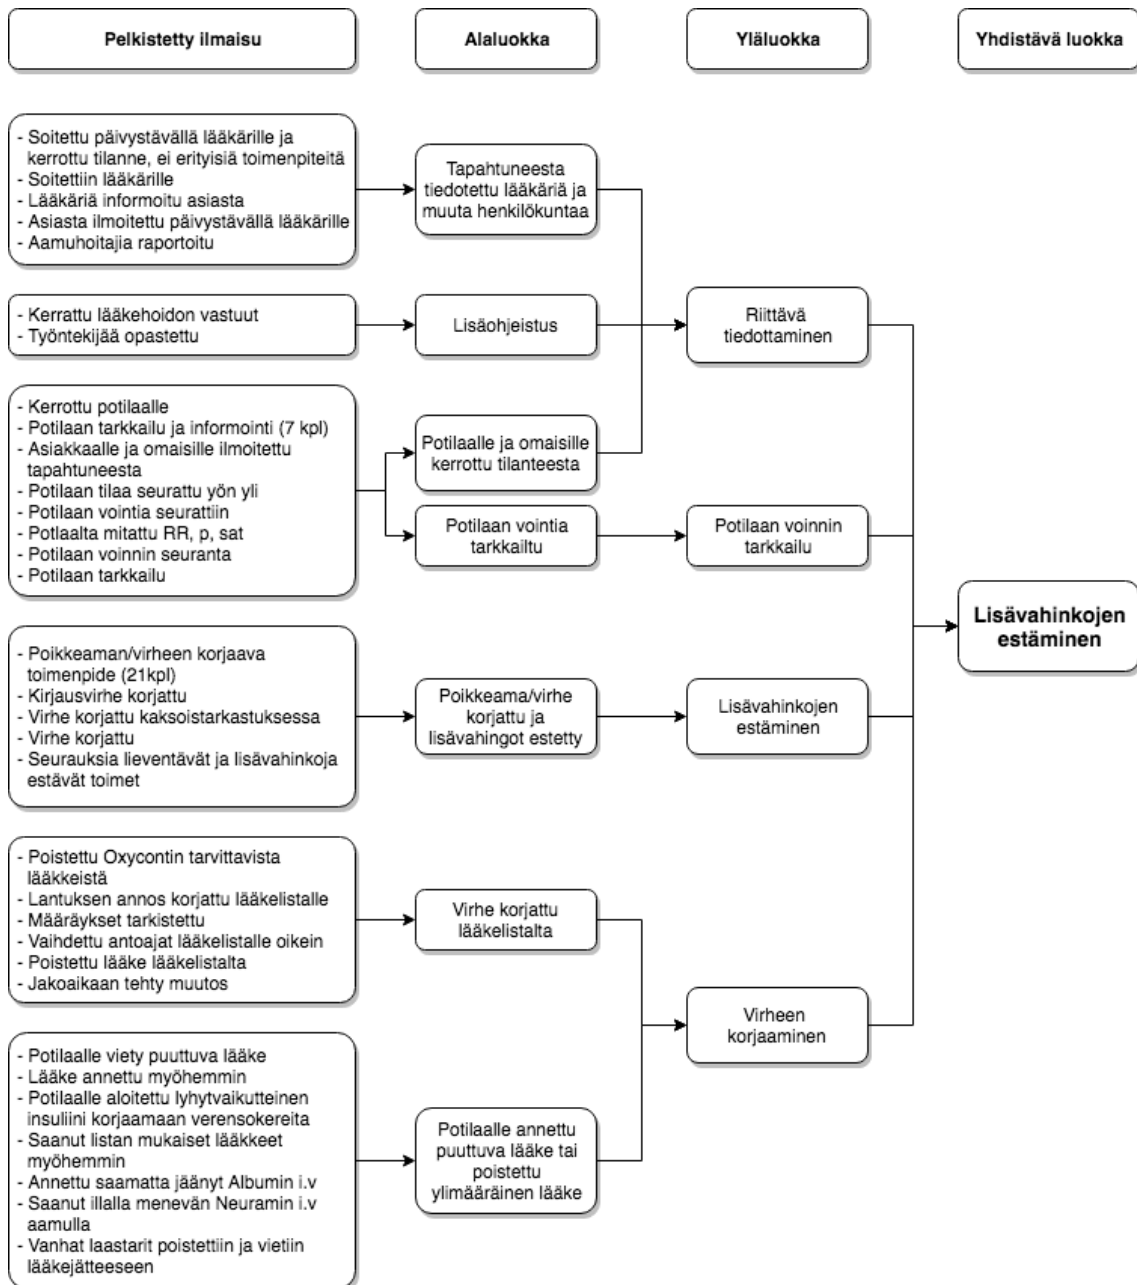 Pelkistetty ilmaisu
Alaluokka
Yläluokka
Yhdistävä luokka
- Soitettu päivystävällä lääkärille ja
kerrottu tilanne, ei erityisiä toimenpiteitä
- Soitettiin lääkärille
- Lääkäriä informoitu asiasta
- Asiasta ilmoitettu päivystävällä lääkärille
- Aamuhoitajia raportoitu
Tapahtuneesta
tiedotettu lääkäriä ja
muuta henkilökuntaa
- Kerrattu lääkehoidon vastuut
- Työntekijää opastettu
Lisäohjeistus
Riittävä
tiedottaminen
- Kerrottu potilaalle
- Potilaan tarkkailu ja informointi (7 kpl)
- Asiakkaalle ja omaisille ilmoitettu
tapahtuneesta
- Potilaan tilaa seurattu yön yli
- Potilaan vointia seurattiin
- Potlaalta mitattu RR, p, sat
- Potilaan voinnin seuranta
- Potilaan tarkkailu
Potilaalle ja omaisille
kerrottu tilanteesta
Potilaan vointia
tarkkailtu
Potilaan voinnin
tarkkailu
Lisävahinkojen
estäminen
- Poikkeaman/virheen korjaava
toimenpide (21kpl)
- Kirjausvirhe korjattu
- Virhe korjattu kaksoistarkastuksessa
- Virhe korjattu
- Seurauksia lieventävät ja lisävahinkoja
estävät toimet
Poikkeama/virhe
korjattu ja
lisävahingot estetty
Lisävahinkojen
estäminen
- Poistettu Oxycontin tarvittavista
lääkkeistä
- Lantuksen annos korjattu lääkelistalle
- Määräykset tarkistettu
- Vaihdettu antoajat lääkelistalle oikein
- Poistettu lääke lääkelistalta
- Jakoaikaan tehty muutos
Virhe korjattu
lääkelistalta
Virheen
korjaaminen
- Potilaalle viety puuttuva lääke
- Lääke annettu myöhemmin
- Potilaalle aloitettu lyhytvaikutteinen
insuliini korjaamaan verensokereita
- Saanut listan mukaiset lääkkeet
myöhemmin
- Annettu saamatta jäänyt Albumin i.v
- Saanut illalla menevän Neuramin i.v
aamulla
- Vanhat laastarit poistettiin ja vietiin
lääkejätteeseen
Potilaalle annettu
puuttuva lääke tai
poistettu
ylimääräinen lääke